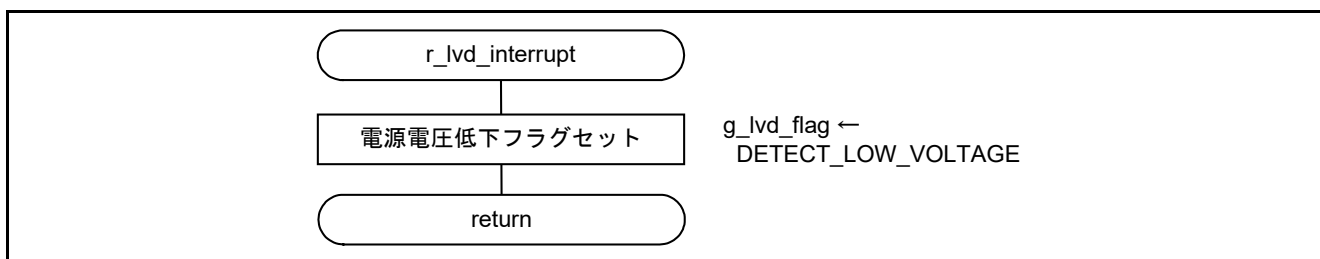 r_lvd_interrupt
電源電圧低下フラグセット
g_lvd_flag ←
DETECT_LOW_VOLTAGE
return